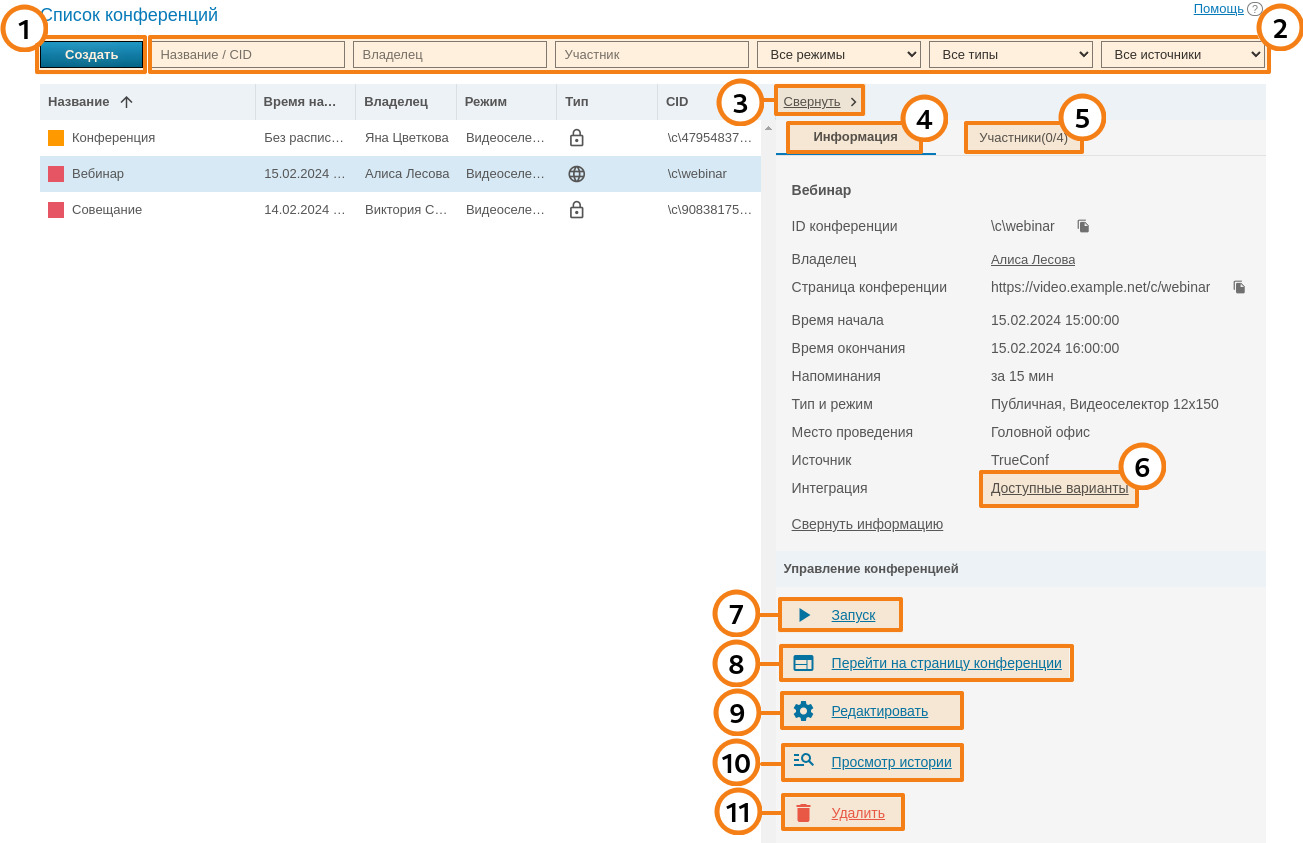 Список конференций
Помощь ?
1
2
Создать Название / CID Владелец Участник Все режимы Все типы Все источники
Название Время на... Владелец Режим Тип CID
3 Свернуть
Конференция Без распис... Яна Цветкова Видеоселе... \c\47954837...
Вебинар 15.02.2024 ... Алиса Лесова Видеоселе... \c\webinar
Совещание 14.02.2024 ... Виктория С... Видеоселе... \c\90838175...
Информация 4 Участники(0/4) 5
Вебинар
ID конференции \c\webinar
Владелец Алиса Лесова
Страница конференции https://video.example.net/c/webinar
Время начала 15.02.2024 15:00:00
Время окончания 15.02.2024 16:00:00
Напоминания за 15 мин
Тип и режим Публичная, Видеоселектор 12x150
Место проведения Головной офис
Источник TrueConf
Интеграция Доступные варианты 6
Свернуть информацию
Управление конференцией
7 Запуск
8 Перейти на страницу конференции
9 Редактировать
10 Просмотр истории
11 Удалить